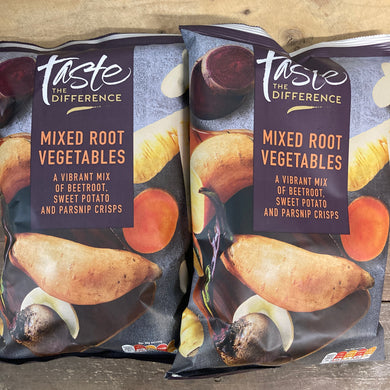 Taste
THE
DIFFERENCE
MIXED ROOT
VEGETABLES
A VIBRANT MIX
OF BEETROOT,
SWEET POTATO
AND PARSNIP CRISPS
Taste
THE
DIFFERENCE
MIXED ROOT
VEGETABLES
A VIBRANT MIX
OF BEETROOT,
SWEET POTATO
AND PARSNIP CRISPS